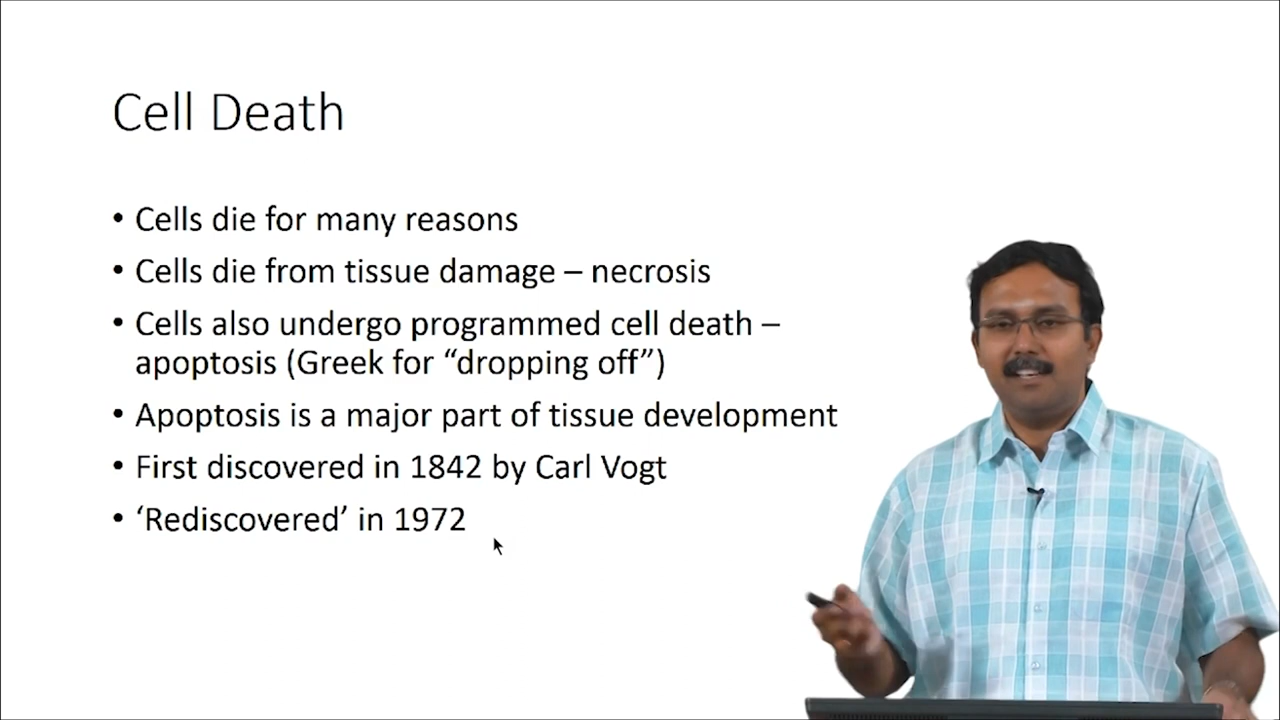 Cell Death
• Cells die for many reasons
• Cells die from tissue damage – necrosis
• Cells also undergo programmed cell death –
apoptosis (Greek for “dropping off”)
• Apoptosis is a major part of tissue development
• First discovered in 1842 by Carl Vogt
• ‘Rediscovered’ in 1972